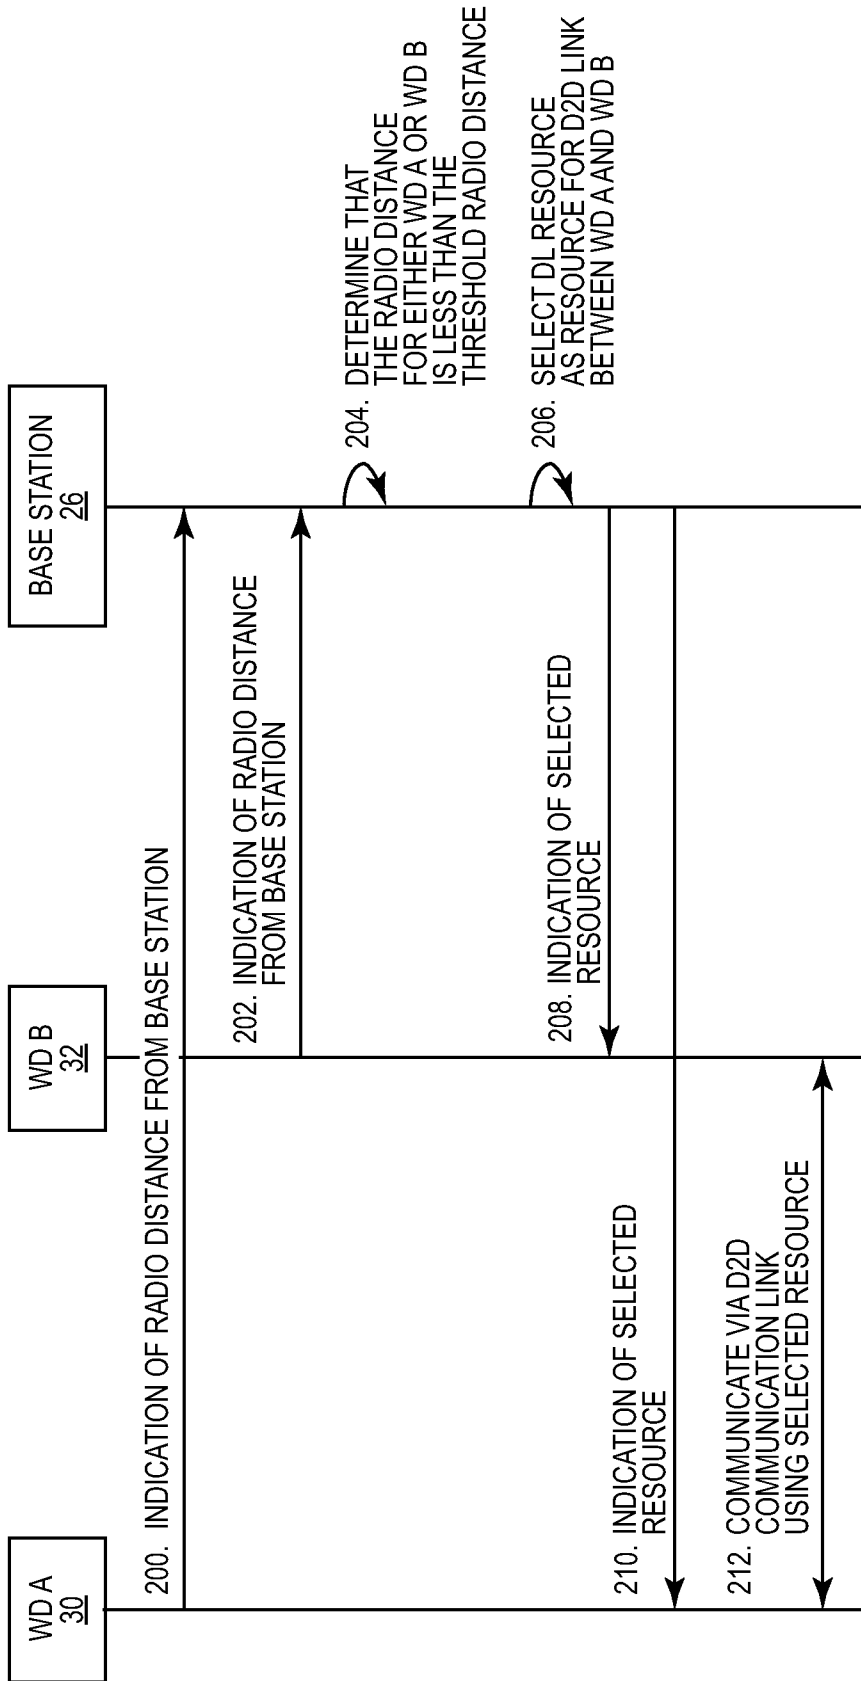 WD A
30
WD B
32
BASE STATION
26
200. INDICATION OF RADIO DISTANCE FROM BASE STATION
202. INDICATION OF RADIO DISTANCE
FROM BASE STATION
204. DETERMINE THAT
THE RADIO DISTANCE
FOR EITHER WD A OR WD B
IS LESS THAN THE
THRESHOLD RADIO DISTANCE
206. SELECT DL RESOURCE
AS RESOURCE FOR D2D LINK
BETWEEN WD A AND WD B
208. INDICATION OF SELECTED
RESOURCE
210. INDICATION OF SELECTED
RESOURCE
212. COMMUNICATE VIA D2D
COMMUNICATION LINK
USING SELECTED RESOURCE